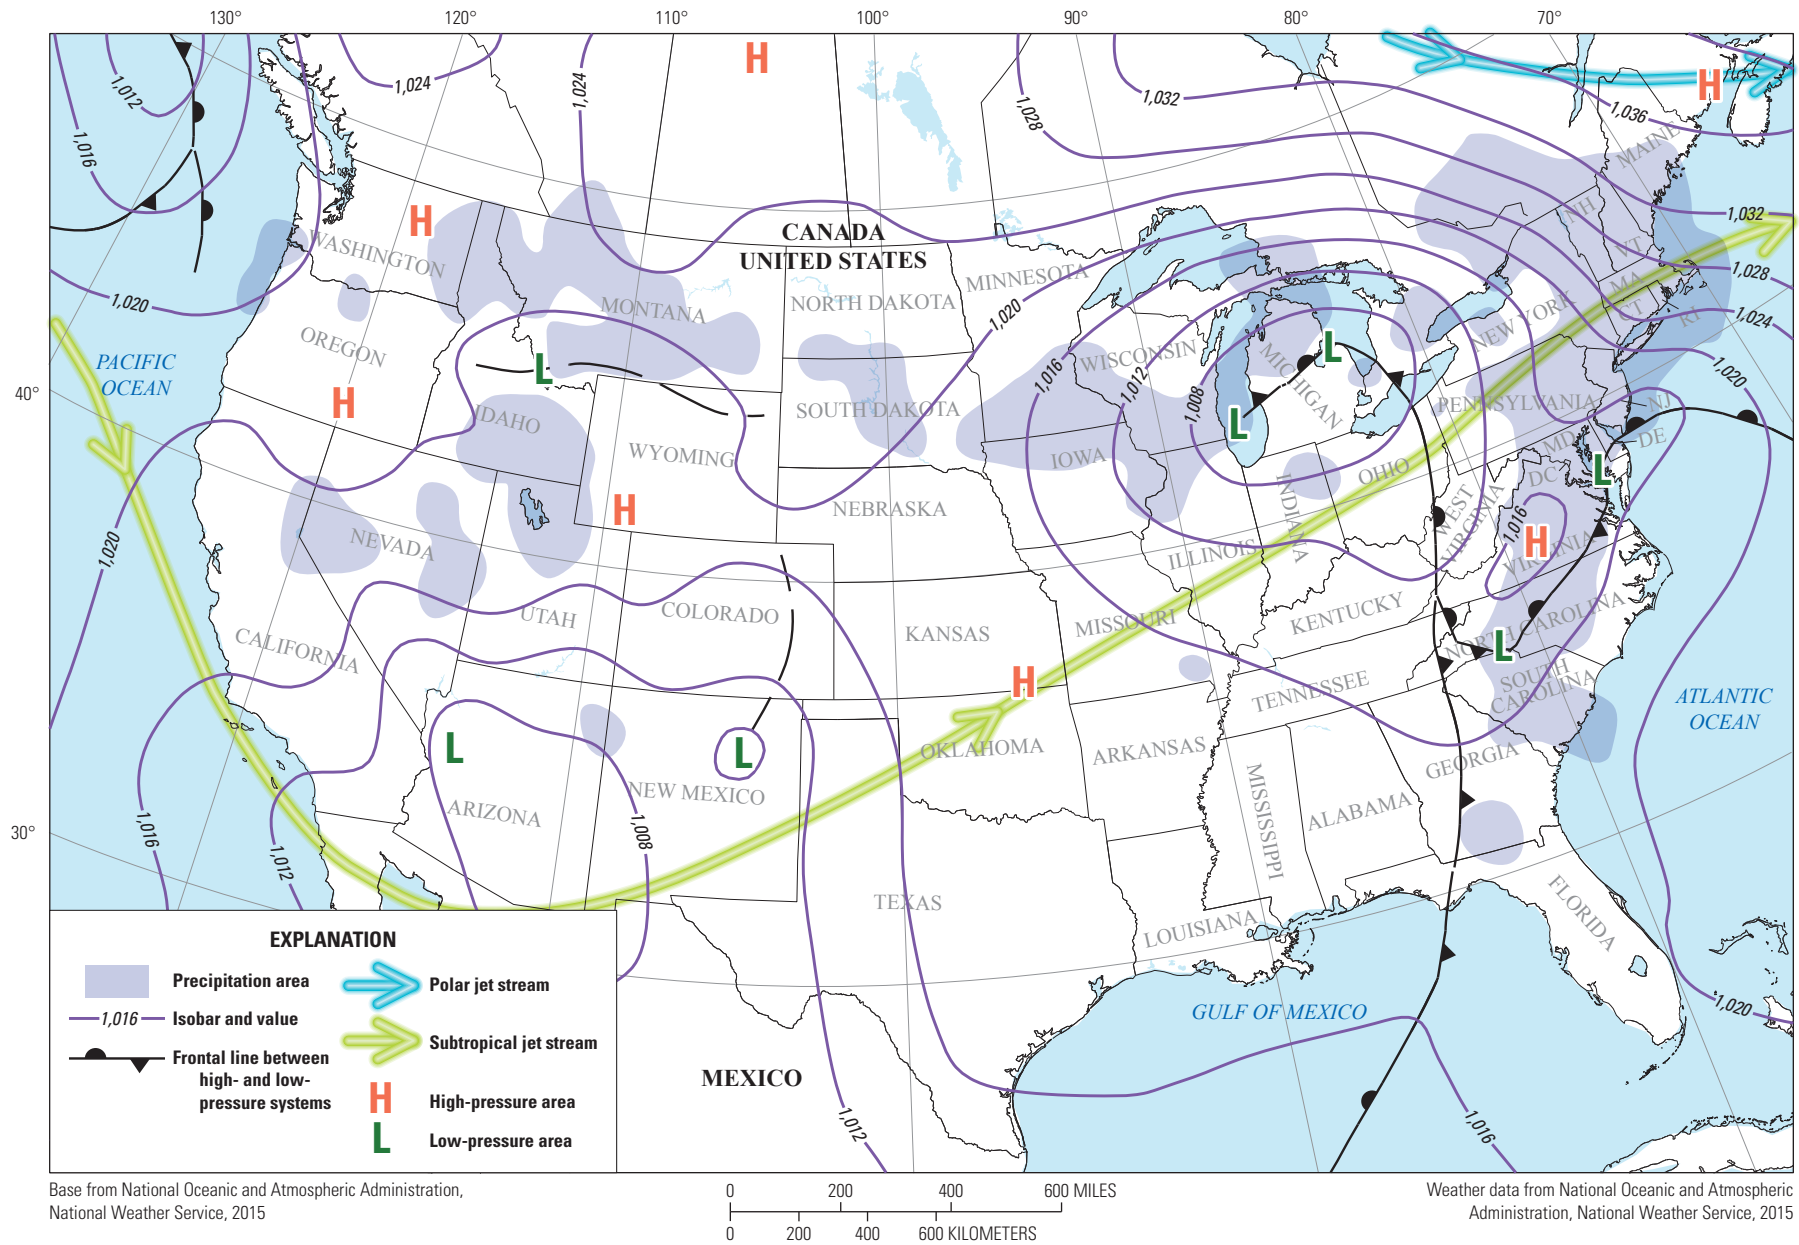 130°
120°
110°
100°
90°
80°
70°
1,012
1,024
1,024
1,028
1,032
1,036
H
H
1,016
MAINE
H
WASHINGTON
CANADA
UNITED STATES
NH
VT
1,032
1,028
1,020
MONTANA
NORTH DAKOTA
MINNESOTA
1,020
MA
CT
RI
1,024
NEW YORK
OREGON
PACIFIC
OCEAN
L
L
WISCONSIN
MICHIGAN
1,016
1,012
1,008
1,020
40°
H
IDAHO
SOUTH DAKOTA
L
PENNSYLVANIA
NJ
DE
MD
WYOMING
IOWA
OHIO
L
DC
H
NEBRASKA
INDIANA
WEST
VIRGINIA
1,016
H
VIRGINIA
1,020
NEVADA
ILLINOIS
UTAH
COLORADO
KANSAS
MISSOURI
KENTUCKY
NORTH CAROLINA
L
CALIFORNIA
H
TENNESSEE
SOUTH
CAROLINA
ATLANTIC
OCEAN
L
L
OKLAHOMA
ARKANSAS
GEORGIA
NEW MEXICO
ARIZONA
MISSISSIPPI
ALABAMA
30°
1,016
1,012
1,008
TEXAS
LOUISIANA
FLORIDA
GULF OF MEXICO
1,020
MEXICO
1,012
1,016
EXPLANATION
Precipitation area
1,016
Isobar and value
Frontal line between
high- and low-
pressure systems
Polar jet stream
Subtropical jet stream
H
High-pressure area
L
Low-pressure area
Base from National Oceanic and Atmospheric Administration,
National Weather Service, 2015
0 200 400 600 MILES
0 200 400 600 KILOMETERS
Weather data from National Oceanic and Atmospheric
Administration, National Weather Service, 2015